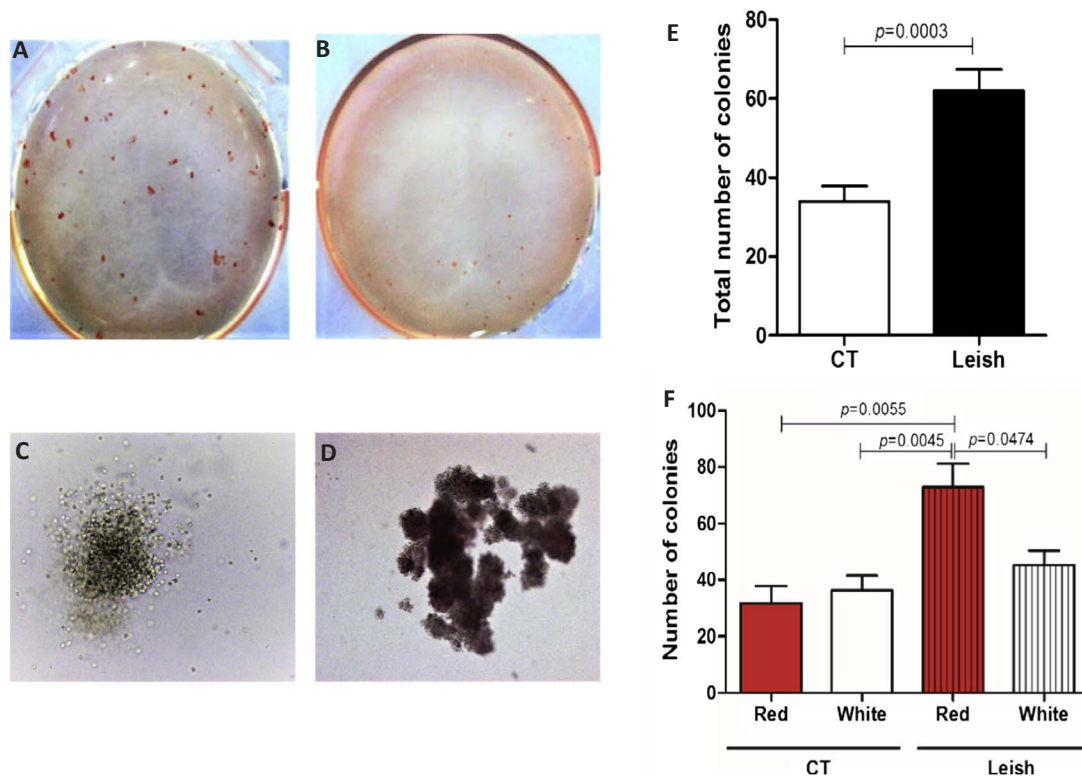 A
B
C
D
E
p=0.0003
Total number of colonies
80
60
40
20
0
CT
Leish
F
p=0.0055
p=0.0045
p=0.0474
Number of colonies
100
80
60
40
20
0
Red
White
Red
White
CT
Leish